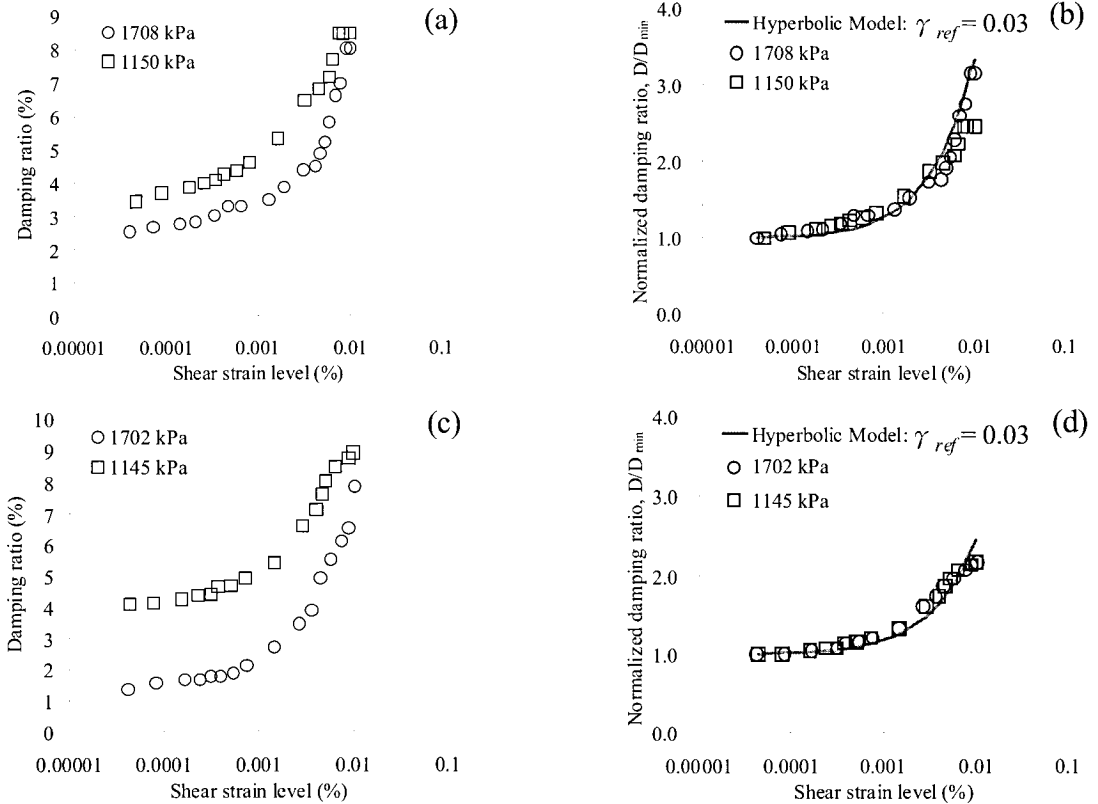 (a)
9
8
7
6
5
4
3
2
1
0
Damping ratio (%)
1708 kPa
1150 kPa
0.00001 0.0001 0.001 0.01 0.1
Shear strain level (%)
(b)
4.0
3.0
2.0
1.0
0.0
Normalized damping ratio, D/Dmin
Hyperbolic Model: γ ref = 0.03
1708 kPa
1150 kPa
0.00001 0.0001 0.001 0.01 0.1
Shear strain level (%)
(c)
10
9
8
7
6
5
4
3
2
1
0
Damping ratio (%)
1702 kPa
1145 kPa
0.00001 0.0001 0.001 0.01 0.1
Shear strain level (%)
(d)
4.0
3.0
2.0
1.0
0.0
Normalized damping ratio, D/Dmin
Hyperbolic Model: γ ref = 0.03
1702 kPa
1145 kPa
0.00001 0.0001 0.001 0.01 0.1
Shear strain level (%)